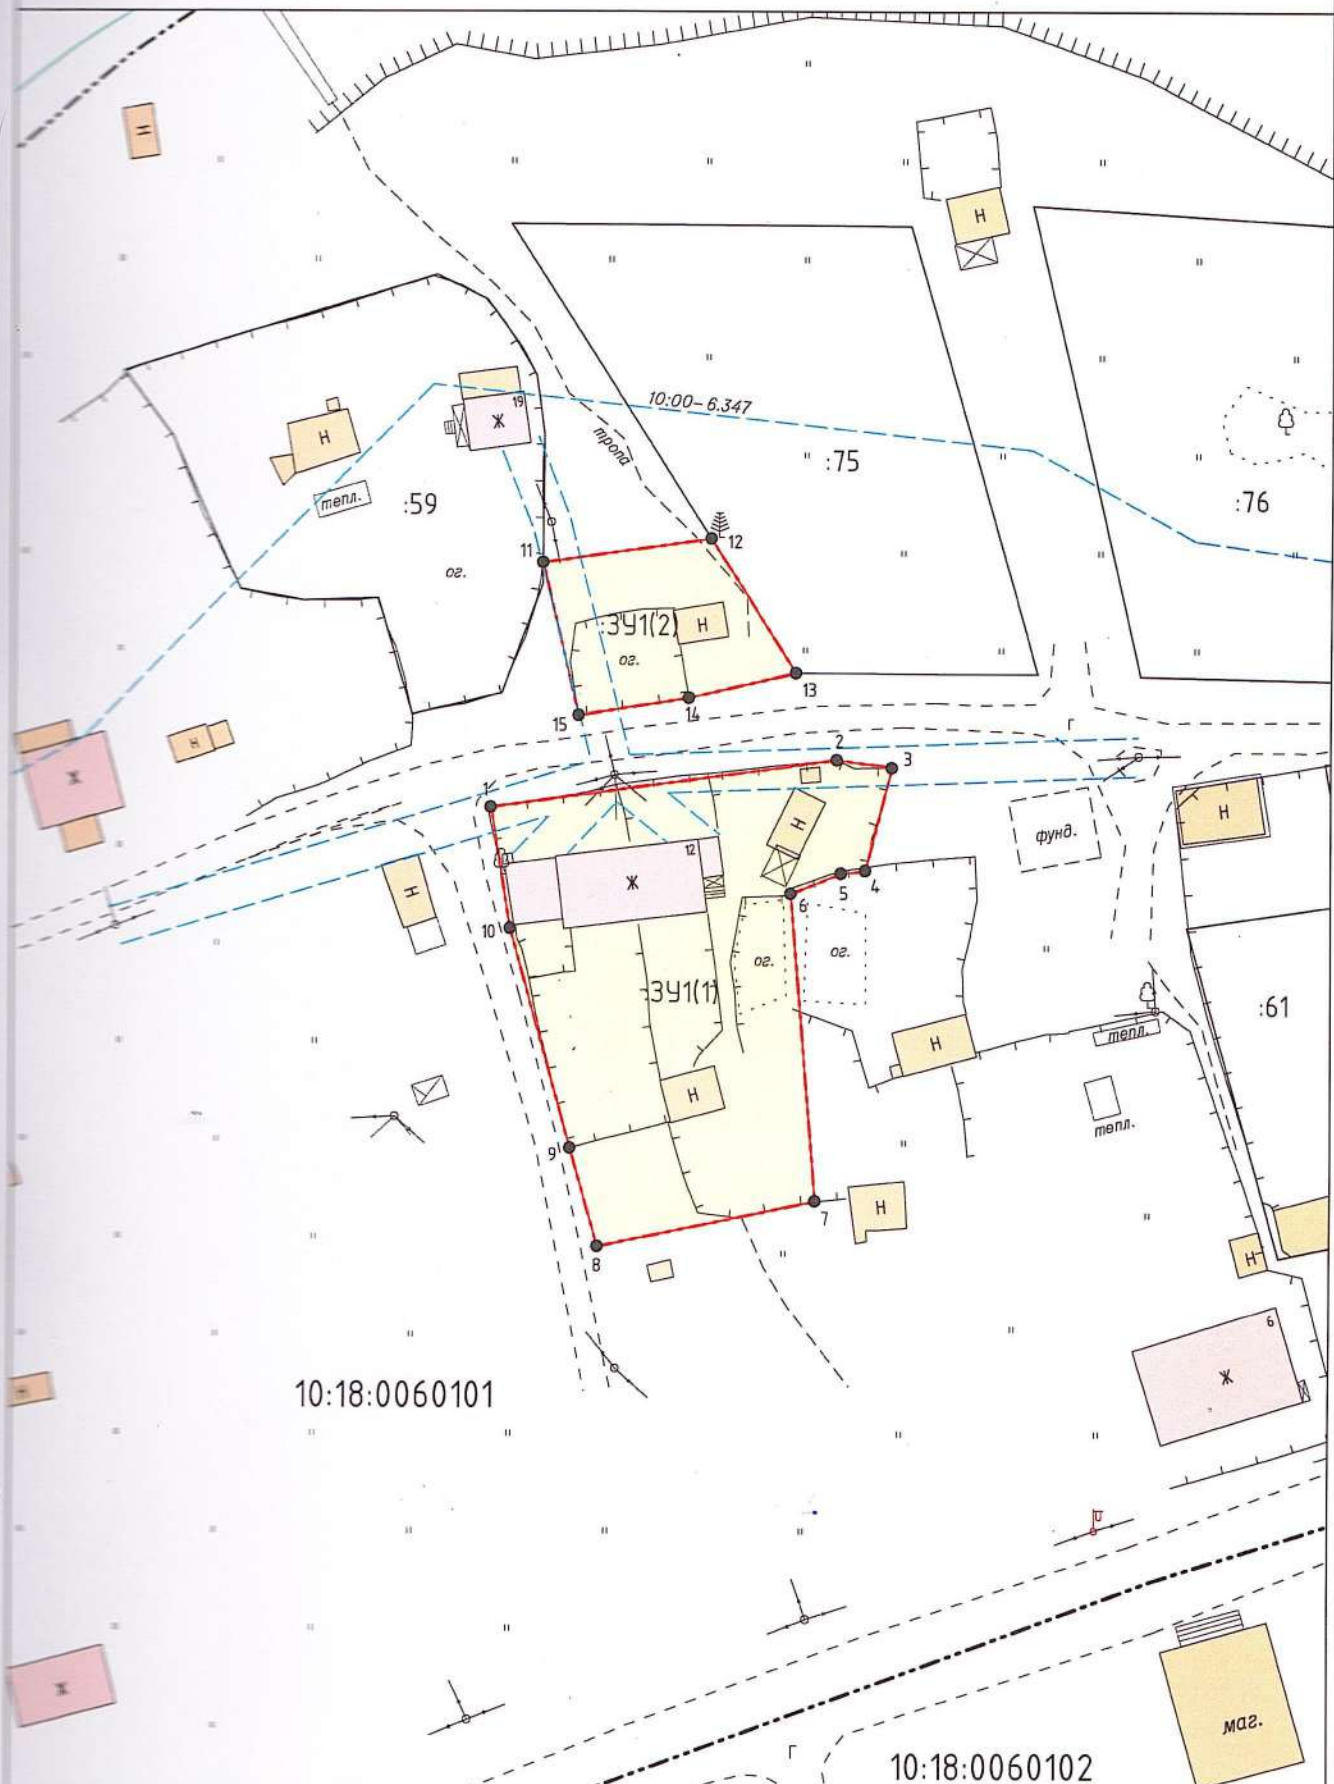 Н
Н
19
Ж
10:00-6.347
Н
тропа
:75
тепл.
:59
:76
11
12
ог.
:ЗУ1(2)
Н
ог.
13
15
14
Г
Н
2
3
Ж
1
Н
Н
фунд.
12
Ж
5
4
Н
6
10
ог.
ог.
:ЗУ1(1)
:61
Н
тепл.
Н
тепл.
9
7
Н
8
Н
6
Ж
10:18:0060101
Н
Ж
маг.
Г
10:18:0060102